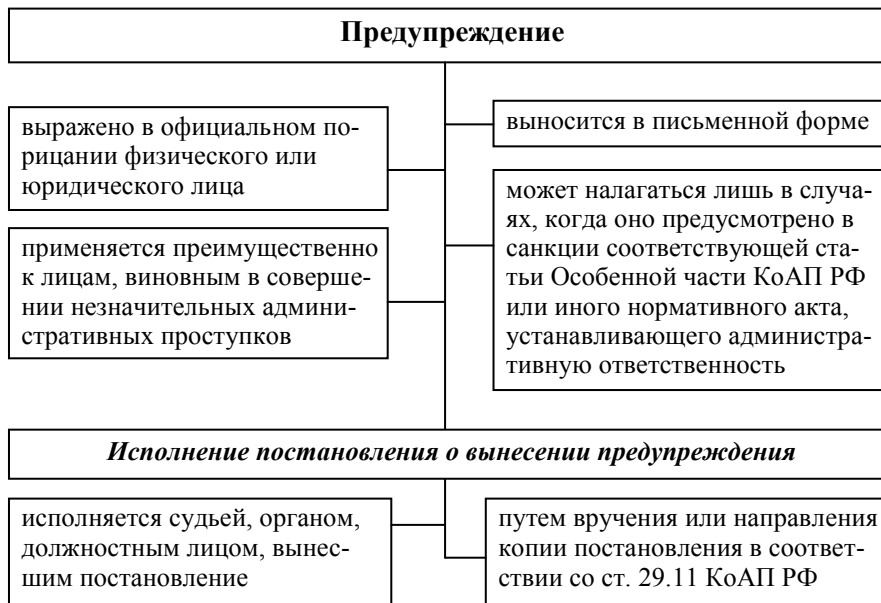 Предупреждение
выражено в официальном по-
рицании физического или
юридического лица
выносится в письменной форме
применяется преимущественно
к лицам, виновным в соверше-
нии незначительных админи-
стративных проступков
может налагаться лишь в случа-
ях, когда оно предусмотрено в
санкции соответствующей ста-
тьи Особенной части КоАП РФ
или иного нормативного акта,
устанавливающего администра-
тивную ответственность
Исполнение постановления о вынесении предупреждения
исполняется судьей, органом,
должностным лицом, вынес-
шим постановление
путем вручения или направления
копии постановления в соответ-
ствии со ст. 29.11 КоАП РФ